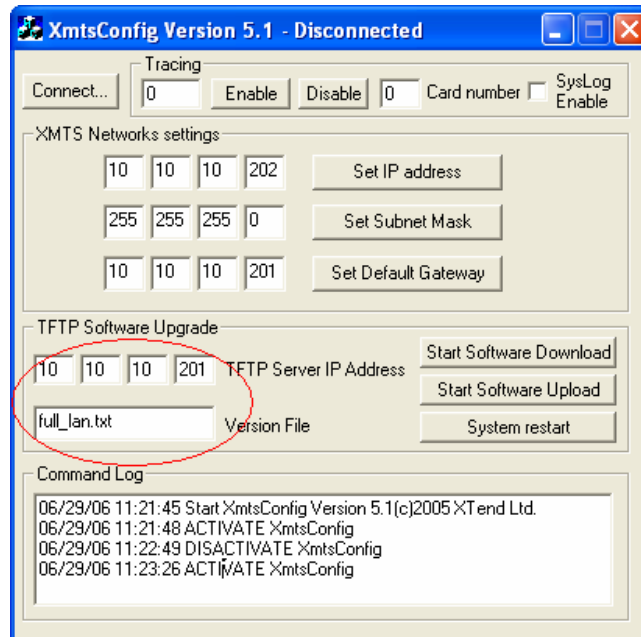 XmtsConfig Version 5.1 - Disconnected
Tracing
Connect... 0 Enable Disable 0 Card number SysLog Enable
XMTS Networks settings
10 10 10 202 Set IP address
255 255 255 0 Set Subnet Mask
10 10 10 201 Set Default Gateway
TFTP Software Upgrade
10 10 10 201 TFTP Server IP Address
Start Software Download
Start Software Upload
full_lan.txt Version File
System restart
Command Log
06/29/06 11:21:45 Start XmtsConfig Version 5.1(c)2005 XTend Ltd.
06/29/06 11:21:48 ACTIVATE XmtsConfig
06/29/06 11:22:49 DISACTIVATE XmtsConfig
06/29/06 11:23:26 ACTIVATE XmtsConfig